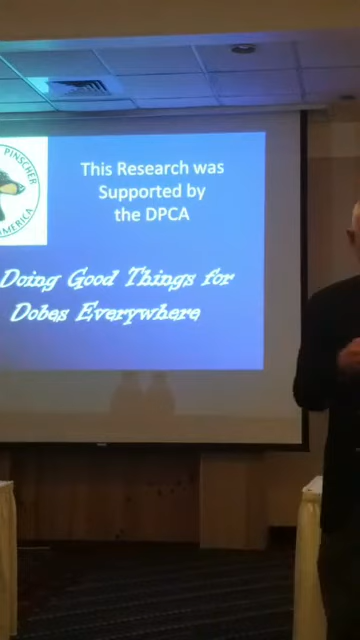 PINSCHER
AMERICA
This Research was
Supported by
the DPCA
Doing Good Things for
Dobes Everywhere